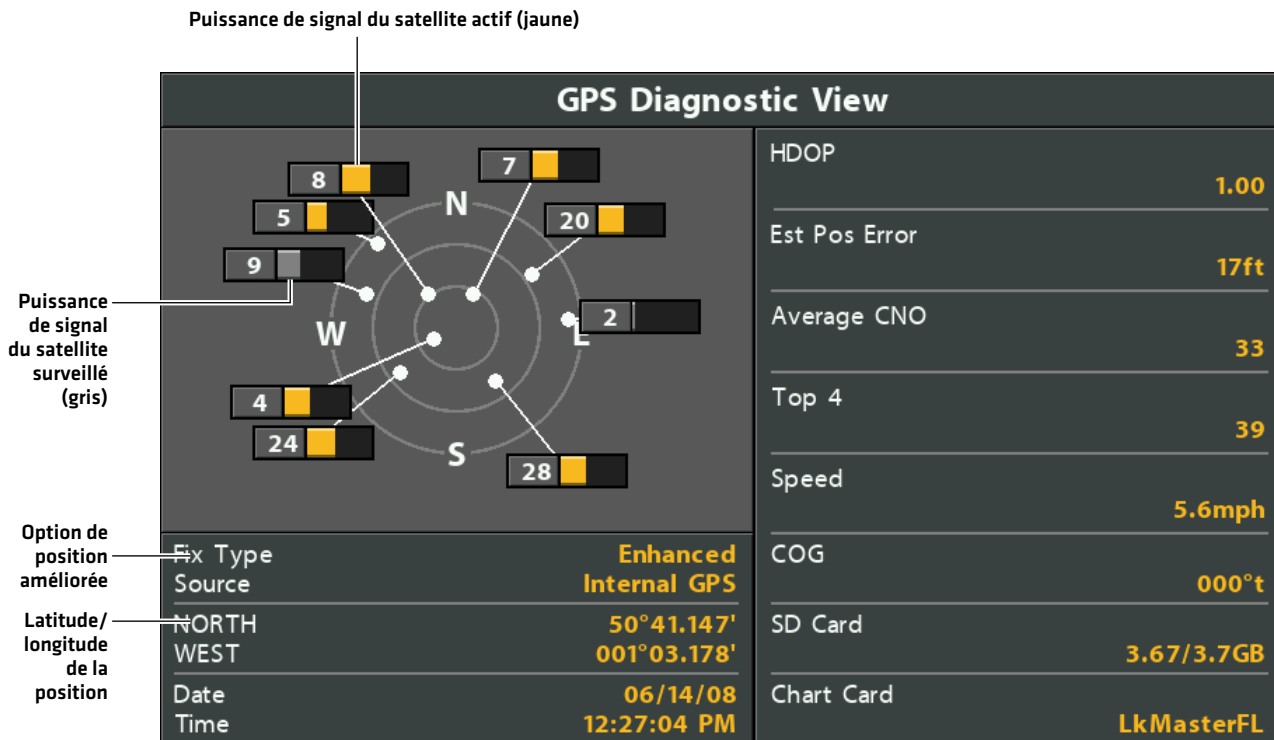 Puissance de signal du satellite actif (jaune)
GPS Diagnostic View
8
7
5
20
9
N
W
E
2
4
24
S
28
Puissance
de signal
du satellite
surveillé
(gris)
Option de
position
améliorée
Latitude/
longitude
de la
position
Fix Type Enhanced
Source Internal GPS
NORTH 50°41.147'
WEST 001°03.178'
Date 06/14/08
Time 12:27:04 PM
HDOP
1.00
Est Pos Error
17ft
Average CNO
33
Top 4
39
Speed
5.6mph
COG
000°t
SD Card
3.67/3.7GB
Chart Card
LkMasterFL